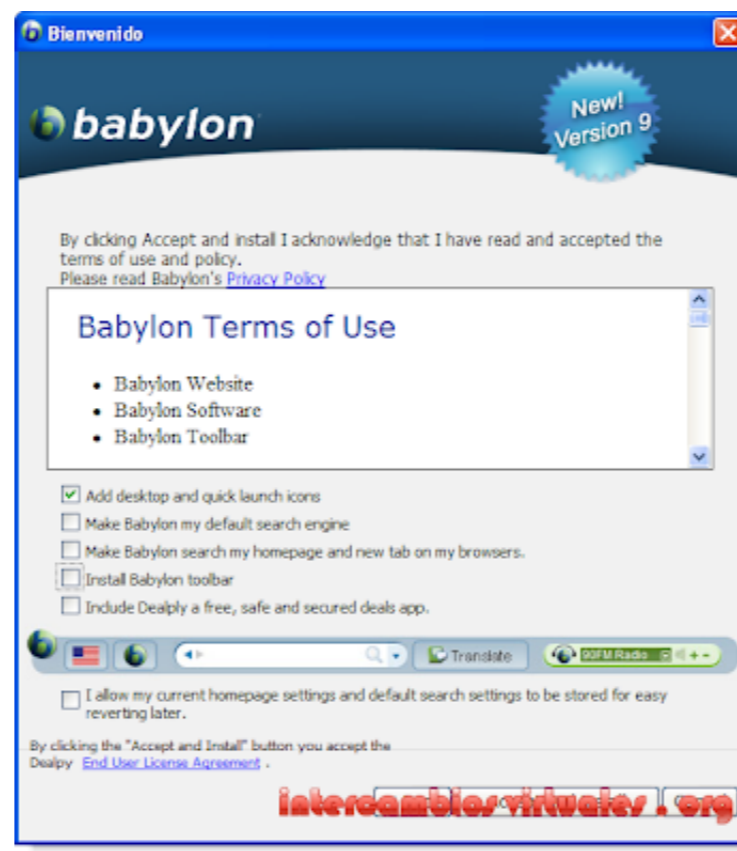 Bienvenido
babylon
New!
Version 9
By clicking Accept and install I acknowledge that I have read and accepted the
terms of use and policy.
Please read Babylon's Privacy Policy
Babylon Terms of Use
• Babylon Website
• Babylon Software
• Babylon Toolbar
Add desktop and quick launch icons
Make Babylon my default search engine
Make Babylon search my homepage and new tab on my browsers.
Install Babylon toolbar
Include Dealply a free, safe and secured deals app.
Translate
90FM Radio
I allow my current homepage settings and default search settings to be stored for easy
reverting later.
By clicking the "Accept and Install" button you accept the
Dealpy End User License Agreement .
intercambiosvirtuales.org